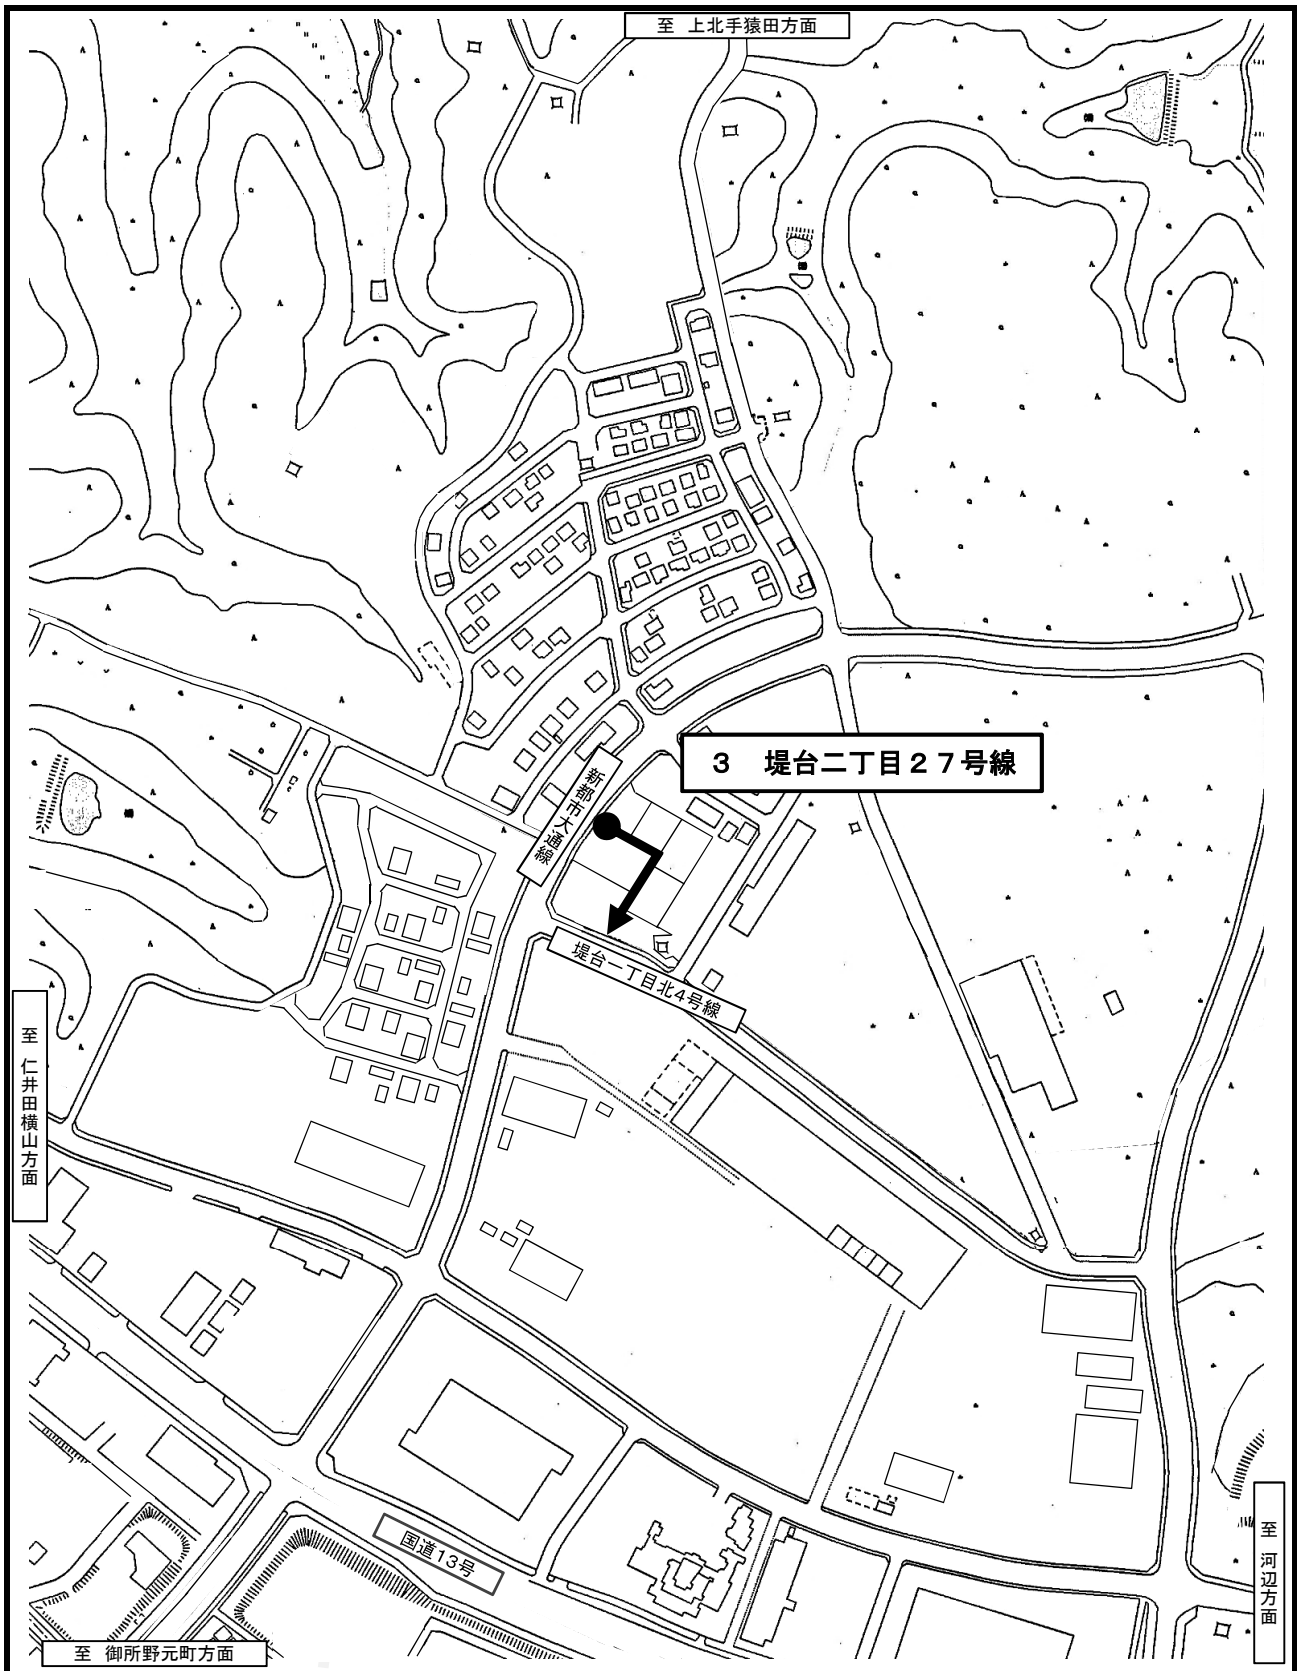 至 上北手猿田方面
3 堤台二丁目27号線
新都市大通線
堤台一丁目北4号線
至 仁井田横山方面
国道13号
至 河辺方面
至 御所野元町方面